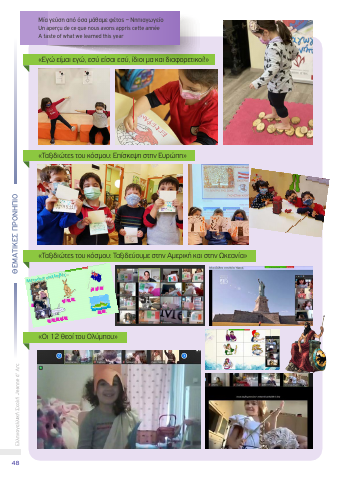 Μία γεύση από όσα μάθαμε φέτος – Νηπιαγωγείο
Un aperçu de ce que nous avons appris cette année
A taste of what we learned this year
«Εγώ είμαι εγώ, εσύ είσαι εσύ, ίδιοι μα και διαφορετικοί!»
«Ταξιδιώτες του κόσμου: Επίσκεψη στην Ευρώπη»
ΘΕΜΑΤΙΚΕΣ ΠΡΟΝΗΠΙΟ
«Ταξιδιώτες του κόσμου: Ταξιδεύουμε στην Αμερική και στην Ωκεανία»
«Οι 12 θεοί του Ολύμπου»
48